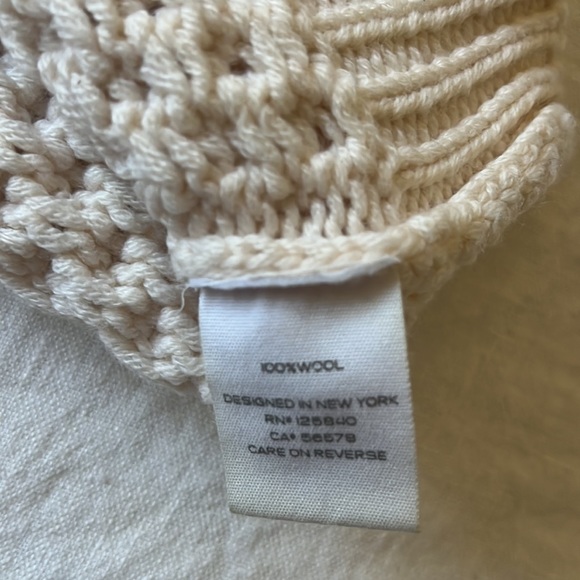 100%WOOL
DESIGNED IN NEW YORK
RN# 125840
CA# 56578
CARE ON REVERSE